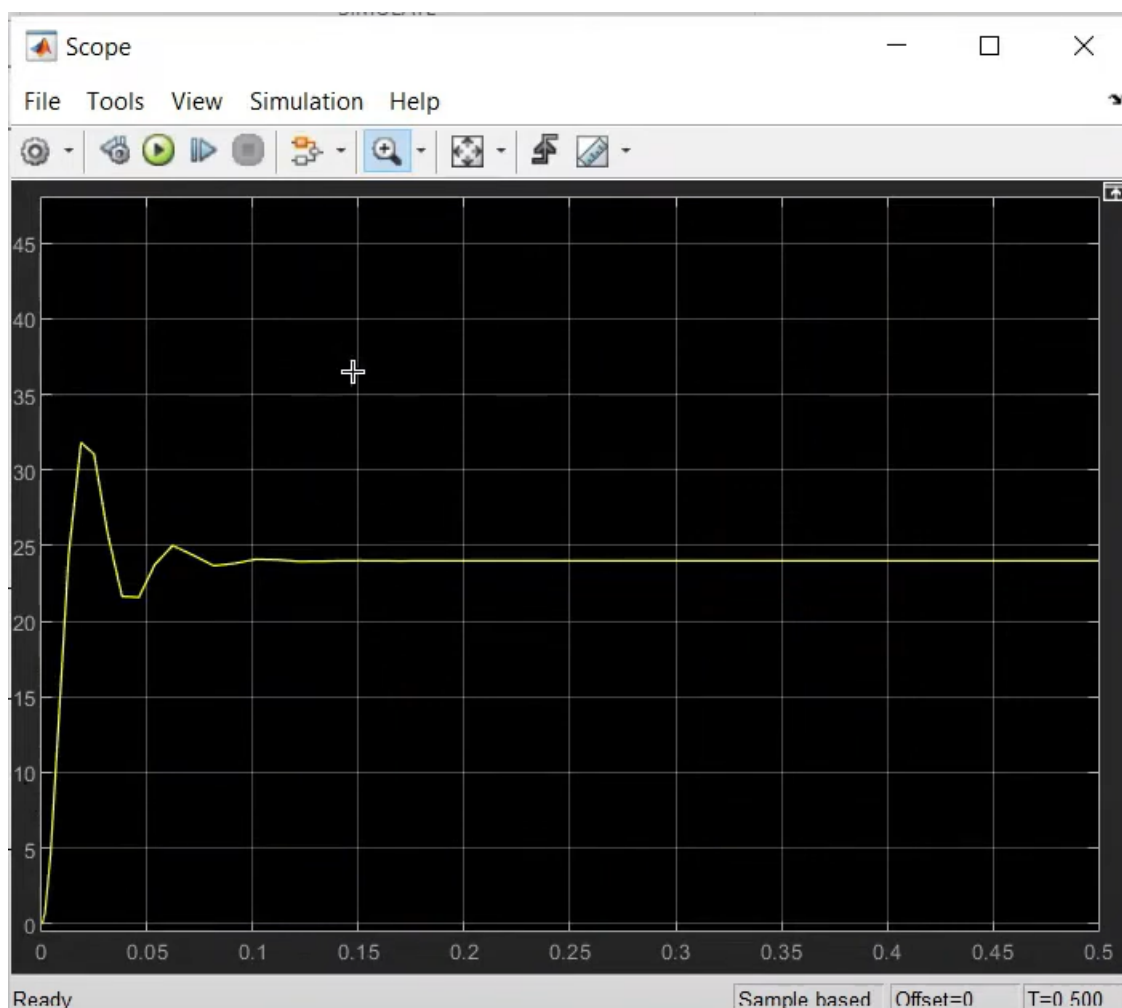 SIMULATE
Scope
File Tools View Simulation Help
45
40
35
30
25
20
15
10
5
0
0 0.05 0.1 0.15 0.2 0.25 0.3 0.35 0.4 0.45 0.5
Ready Sample based Offset=0 T=0.500